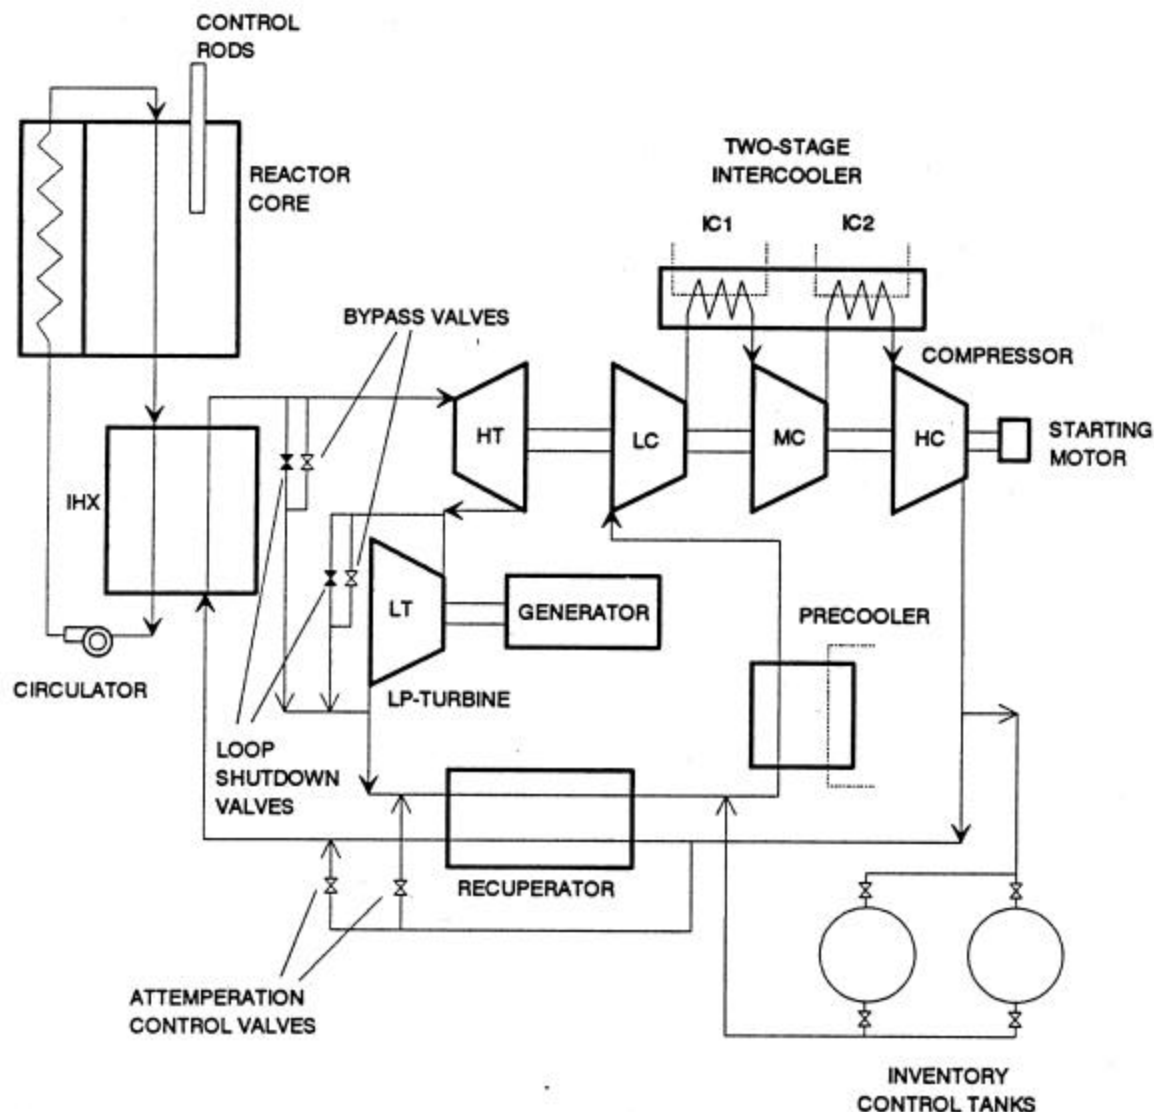 CONTROL
RODS
REACTOR
CORE
TWO-STAGE
INTERCOOLER
IC1
IC2
BYPASS VALVES
COMPRESSOR
HT
LC
MC
HC
STARTING
MOTOR
IHX
LT
GENERATOR
PRECOOLER
CIRCULATOR
LP-TURBINE
LOOP
SHUTDOWN
VALVES
RECUPERATOR
ATTEMPERATION
CONTROL VALVES
INVENTORY
CONTROL TANKS